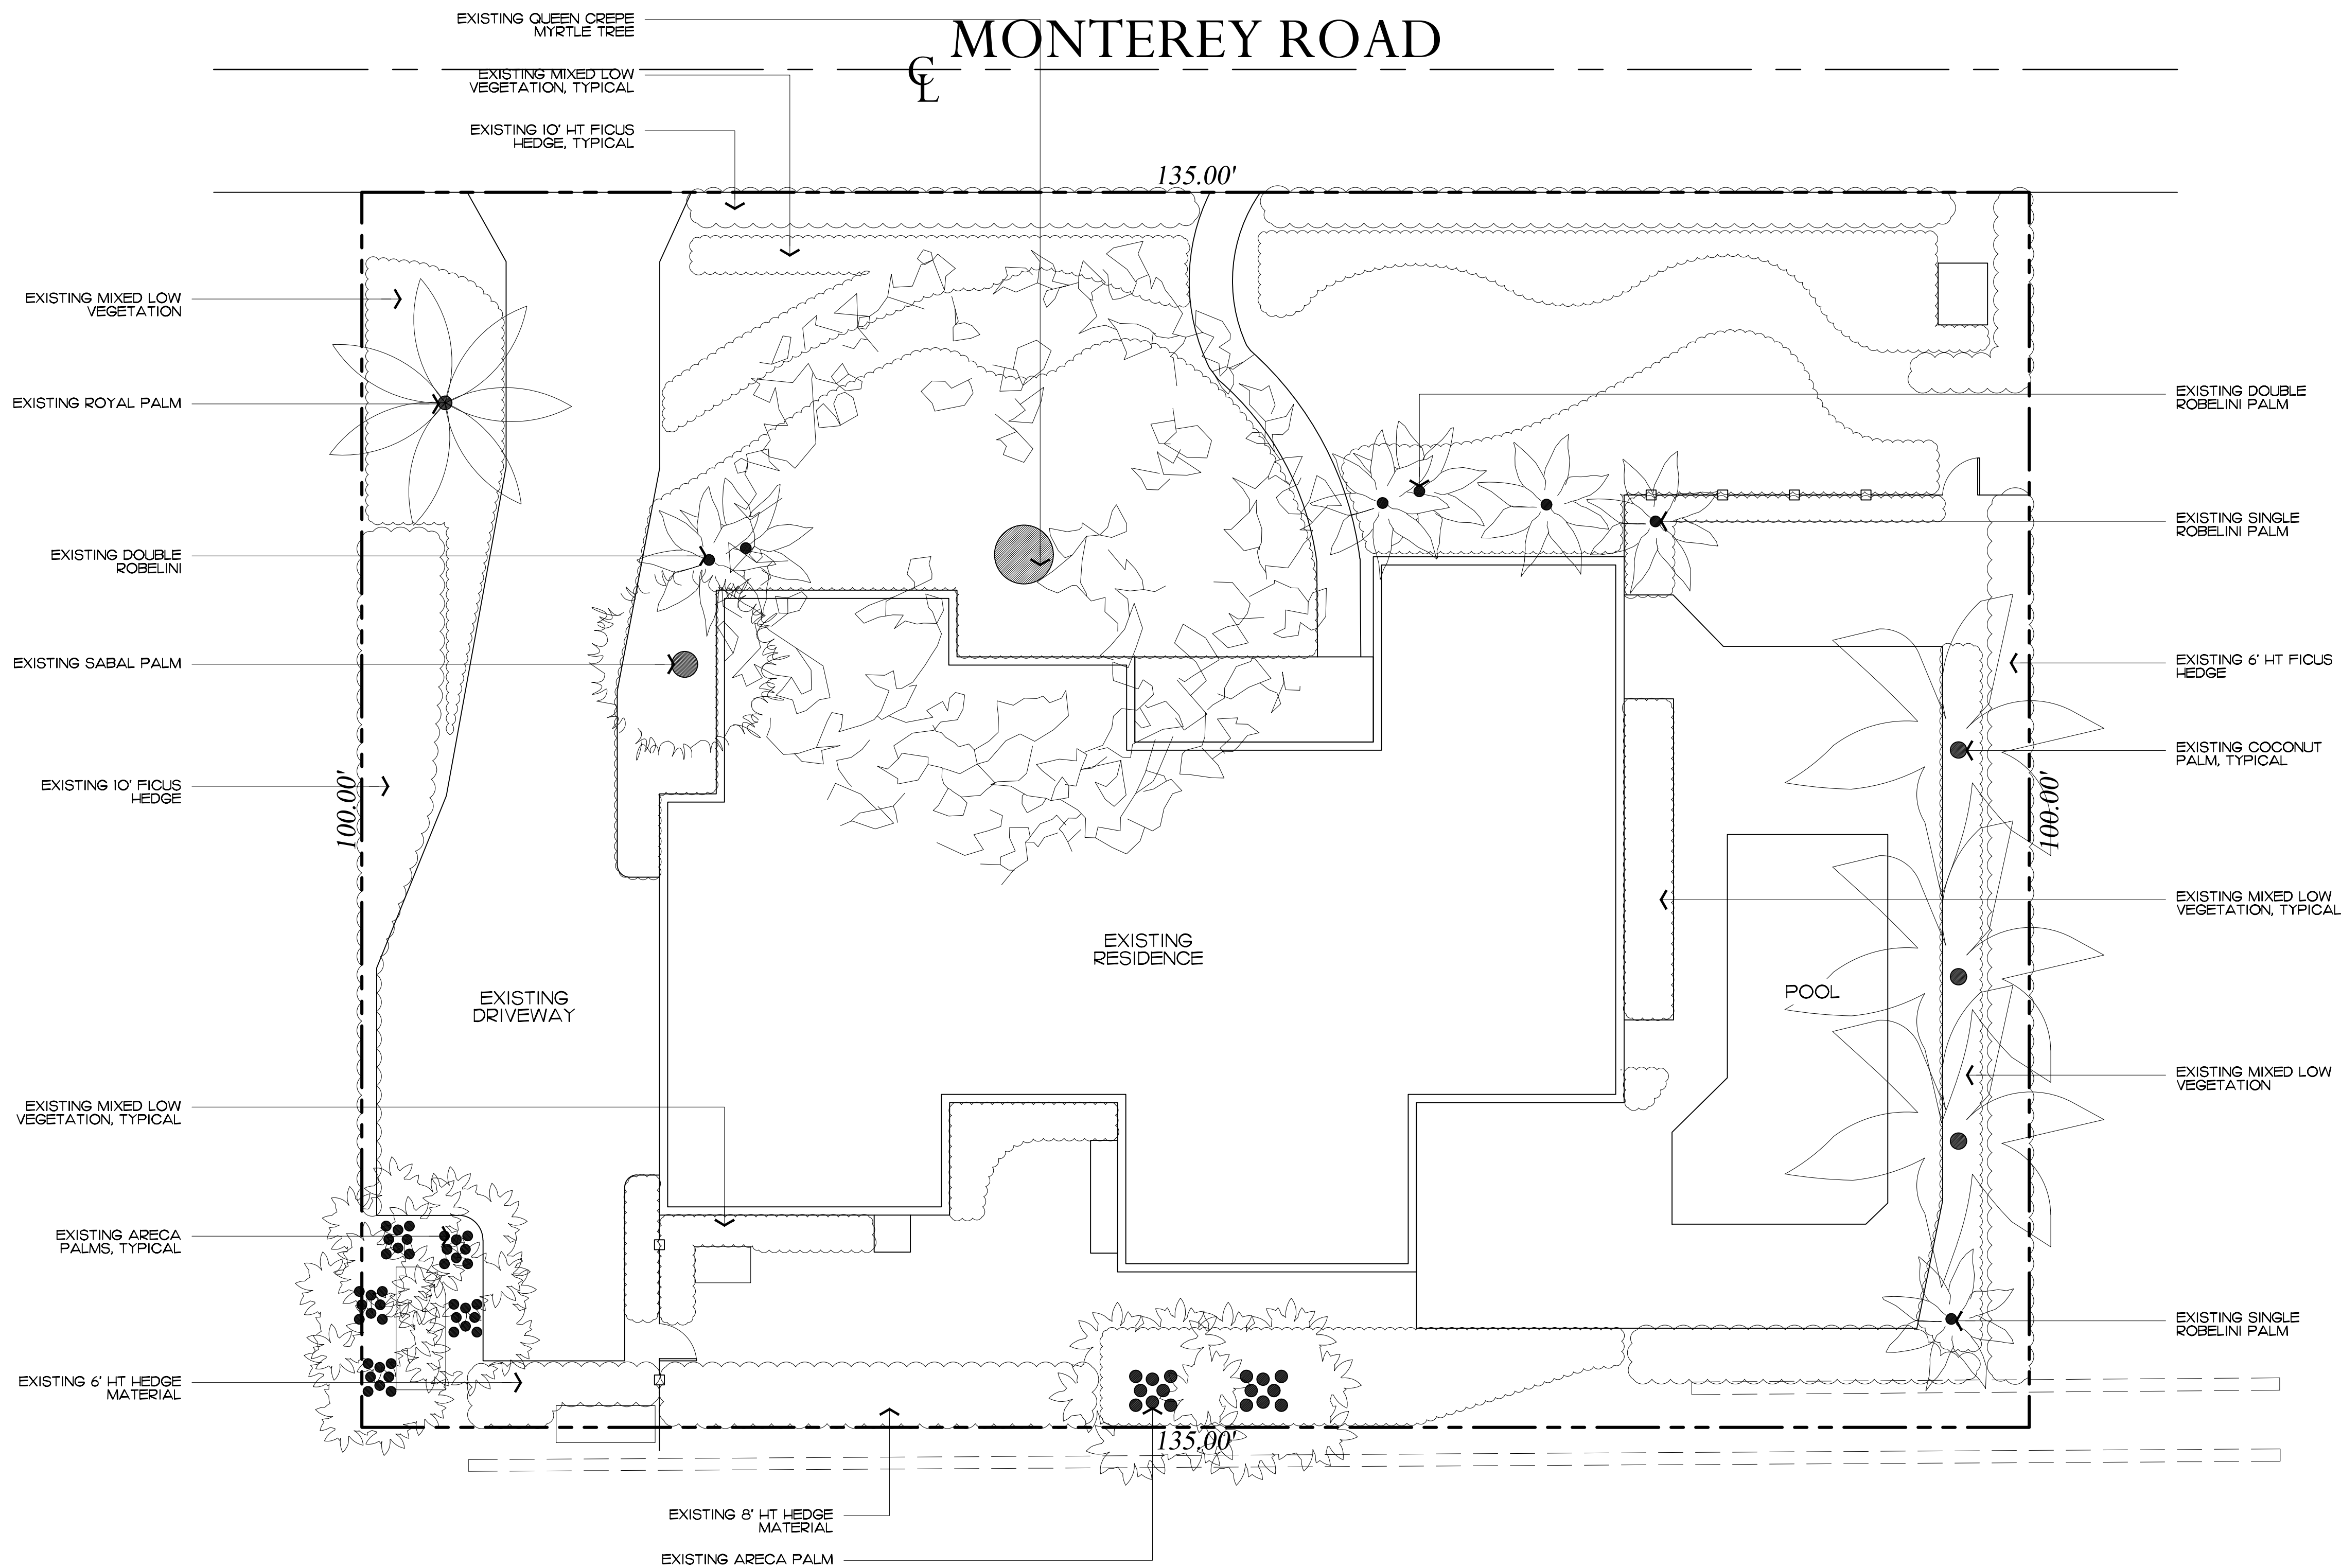 EXISTING QUEEN CREPE
MYRTLE TREE
MONTEREY ROAD
CL
EXISTING MIXED LOW
VEGETATION, TYPICAL
EXISTING 10' HT FICUS
HEDGE, TYPICAL
135.00'
EXISTING MIXED LOW
VEGETATION
EXISTING ROYAL PALM
EXISTING DOUBLE
ROBELINI PALM
EXISTING SINGLE
ROBELINI PALM
EXISTING DOUBLE
ROBELINI
EXISTING SABAL PALM
EXISTING 6' HT FICUS
HEDGE
EXISTING COCONUT
PALM, TYPICAL
EXISTING 10' FICUS
HEDGE
100.00'
100.00'
EXISTING MIXED LOW
VEGETATION, TYPICAL
EXISTING
RESIDENCE
EXISTING
DRIVEWAY
POOL
EXISTING MIXED LOW
VEGETATION
EXISTING MIXED LOW
VEGETATION, TYPICAL
EXISTING ARECA
PALMS, TYPICAL
EXISTING SINGLE
ROBELINI PALM
EXISTING 6' HT HEDGE
MATERIAL
135.00'
EXISTING 8' HT HEDGE
MATERIAL
EXISTING ARECA PALM